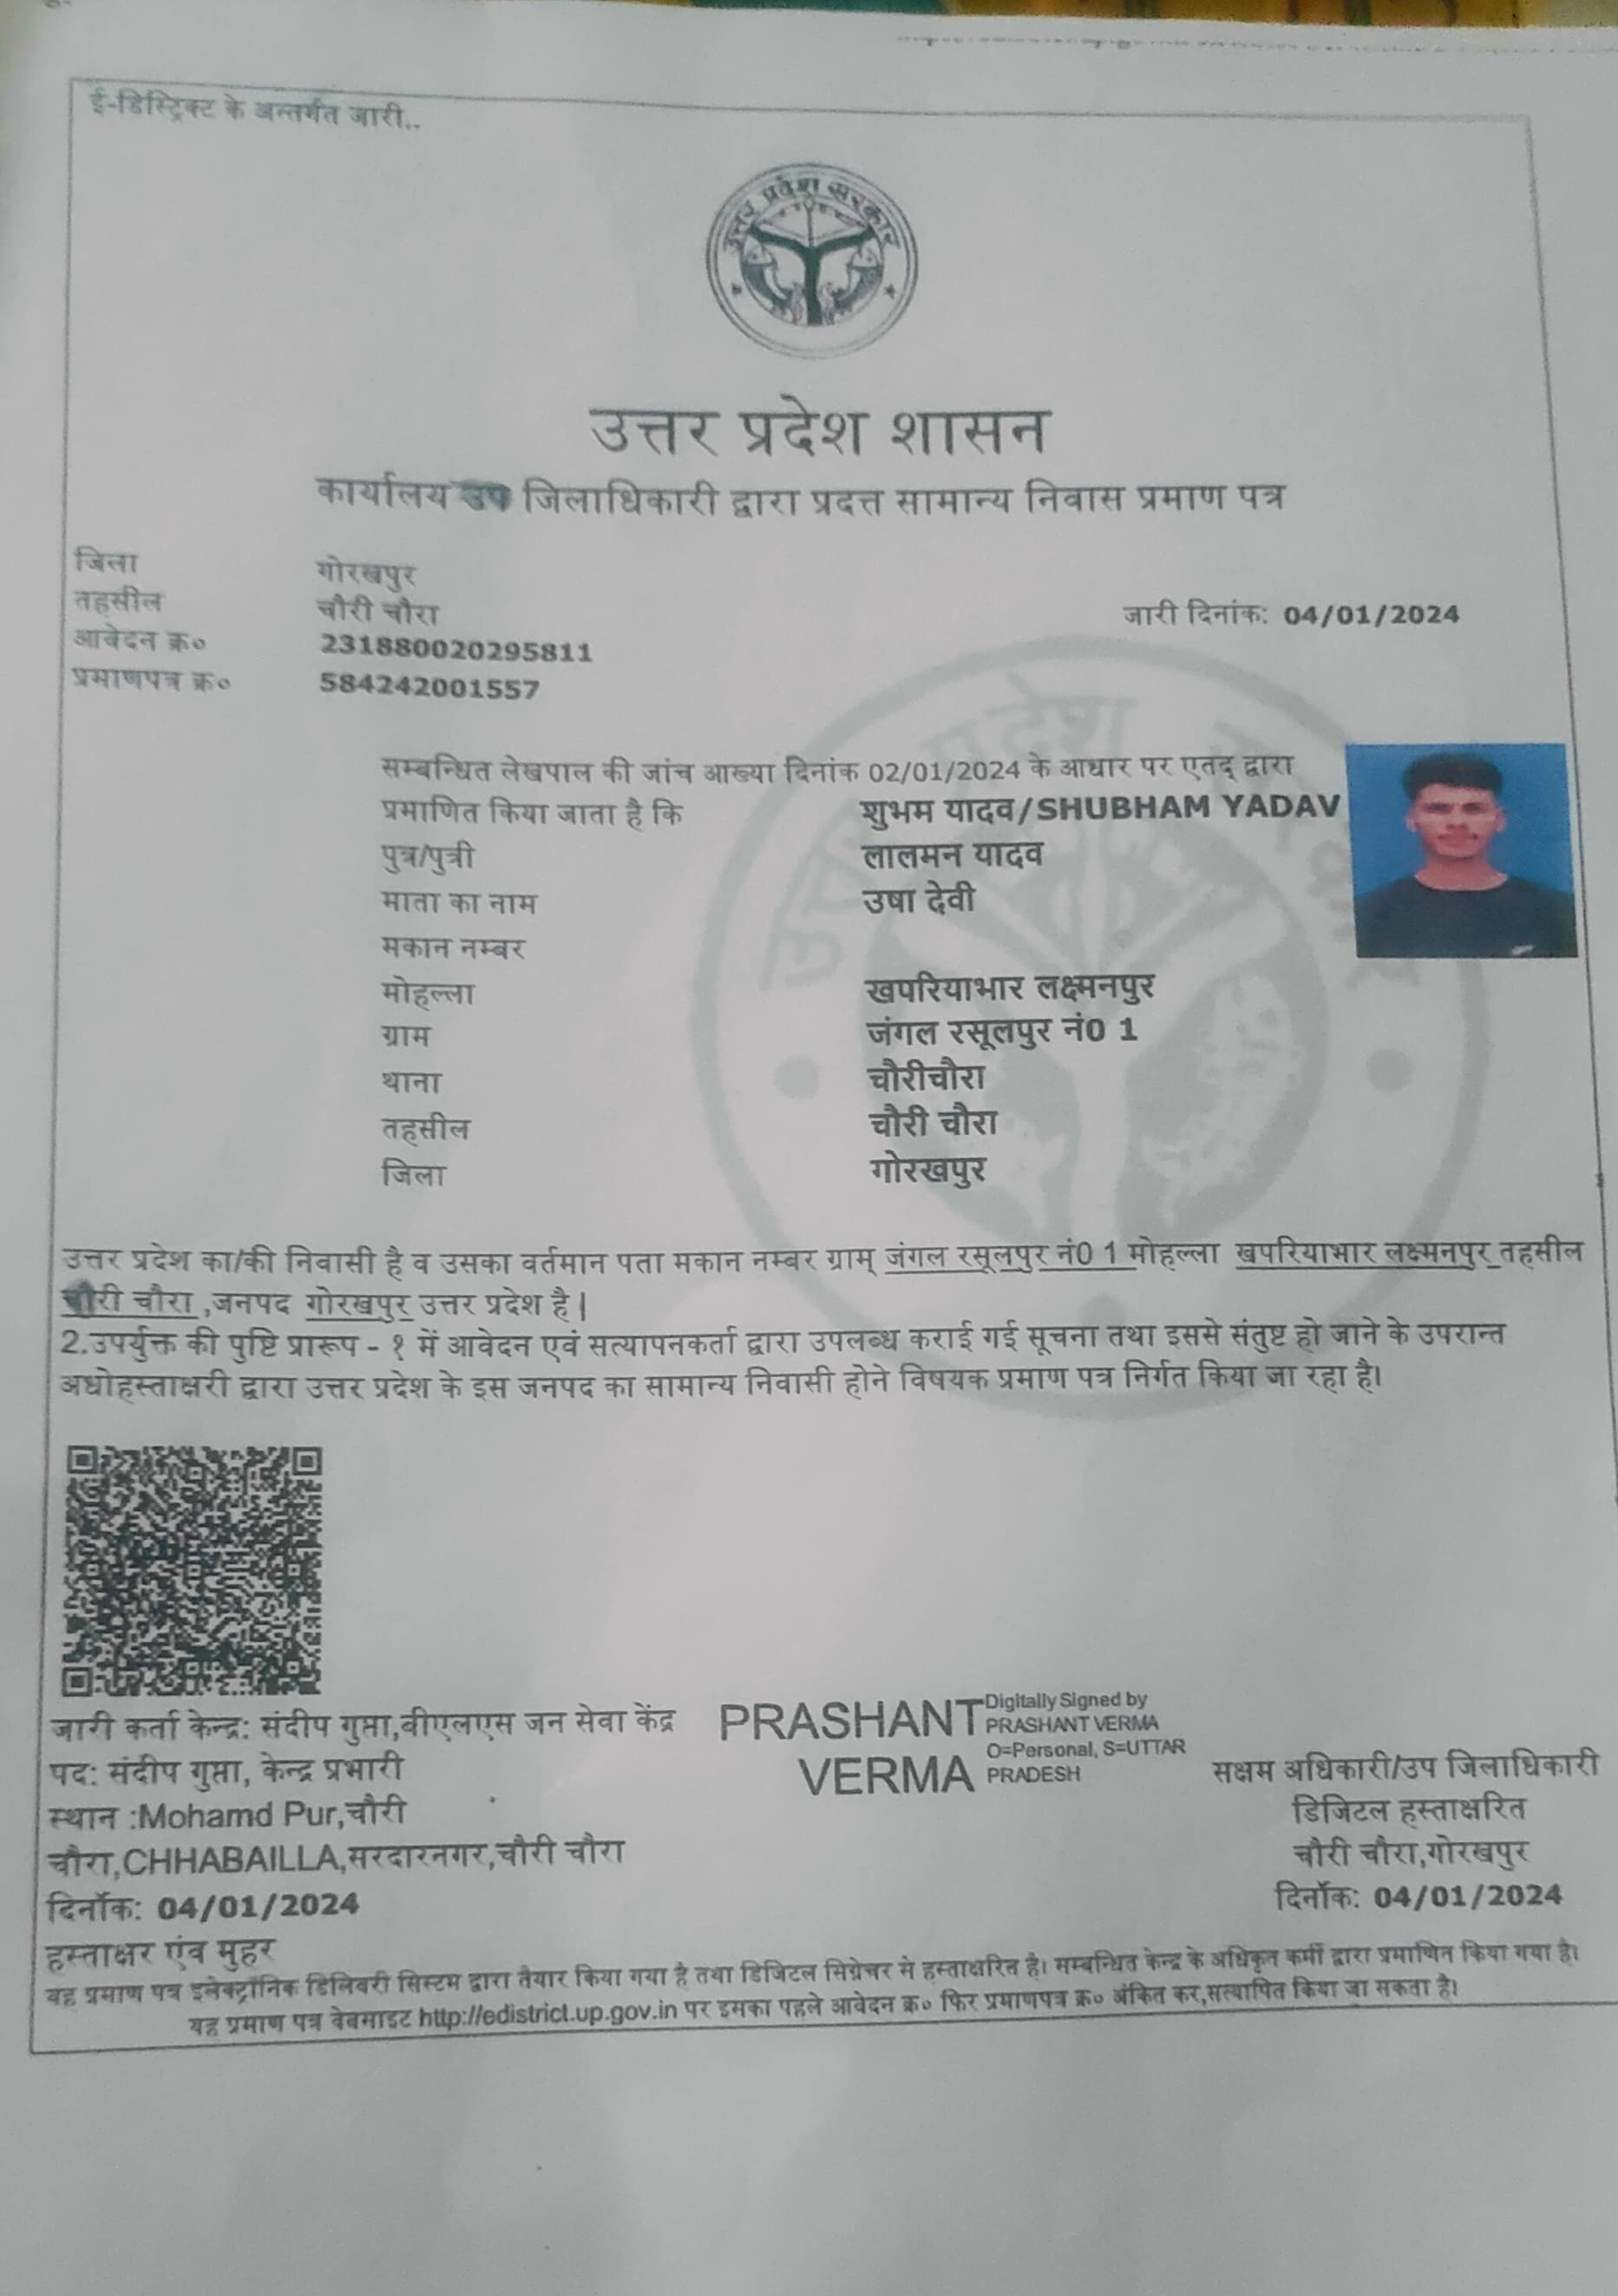 ई-डिस्ट्रिक्ट के अन्तर्गत जारी..
उत्तर प्रदेश सरकार
उत्तर प्रदेश शासन
कार्यालय उप जिलाधिकारी द्वारा प्रदत्त सामान्य निवास प्रमाण पत्र
जिला गोरखपुर
तहसील चौरी चौरा
जारी दिनांक: 04/01/2024
आवेदन क्र० 231880020295811
प्रमाणपत्र क्र० 584242001557
सम्बन्धित लेखपाल की जांच आख्या दिनांक 02/01/2024 के आधार पर एतद् द्वारा
प्रमाणित किया जाता है कि शुभम यादव/SHUBHAM YADAV
पुत्र/पुत्री लालमन यादव
माता का नाम उषा देवी
मकान नम्बर
मोहल्ला खपरियाभार लक्ष्मनपुर
ग्राम जंगल रसूलपुर नं0 1
थाना चौरीचौरा
तहसील चौरी चौरा
जिला गोरखपुर
उत्तर प्रदेश का/की निवासी है व उसका वर्तमान पता मकान नम्बर ग्राम् जंगल रसूलपुर नं0 1 मोहल्ला खपरियाभार लक्ष्मनपुर तहसील
चौरी चौरा ,जनपद गोरखपुर उत्तर प्रदेश है |
2.उपर्युक्त की पुष्टि प्रारूप - १ में आवेदन एवं सत्यापनकर्ता द्वारा उपलब्ध कराई गई सूचना तथा इससे संतुष्ट हो जाने के उपरान्त
अधोहस्ताक्षरी द्वारा उत्तर प्रदेश के इस जनपद का सामान्य निवासी होने विषयक प्रमाण पत्र निर्गत किया जा रहा है।
जारी कर्ता केन्द्र: संदीप गुप्ता,वीएलएस जन सेवा केंद्र
पद: संदीप गुप्ता, केन्द्र प्रभारी
स्थान :Mohamd Pur,चौरी
चौरा,CHHABAILLA,सरदारनगर,चौरी चौरा
दिनॉक: 04/01/2024
हस्ताक्षर एंव मुहर
PRASHANT
VERMA
Digitally Signed by
PRASHANT VERMA
O=Personal, S=UTTAR
PRADESH
सक्षम अधिकारी/उप जिलाधिकारी
डिजिटल हस्ताक्षरित
चौरी चौरा,गोरखपुर
दिनॉक: 04/01/2024
यह प्रमाण पत्र इलेक्ट्रॉनिक डिलिवरी सिस्टम द्वारा तैयार किया गया है तथा डिजिटल सिग्नेचर से हस्ताक्षरित है। सम्बन्धित केन्द्र के अधिकृत कर्मी द्वारा प्रमाणित किया गया है।
यह प्रमाण पत्र वेबसाइट http://edistrict.up.gov.in पर इसका पहले आवेदन क्र० फिर प्रमाणपत्र क्र० अंकित कर,सत्यापित किया जा सकता है।